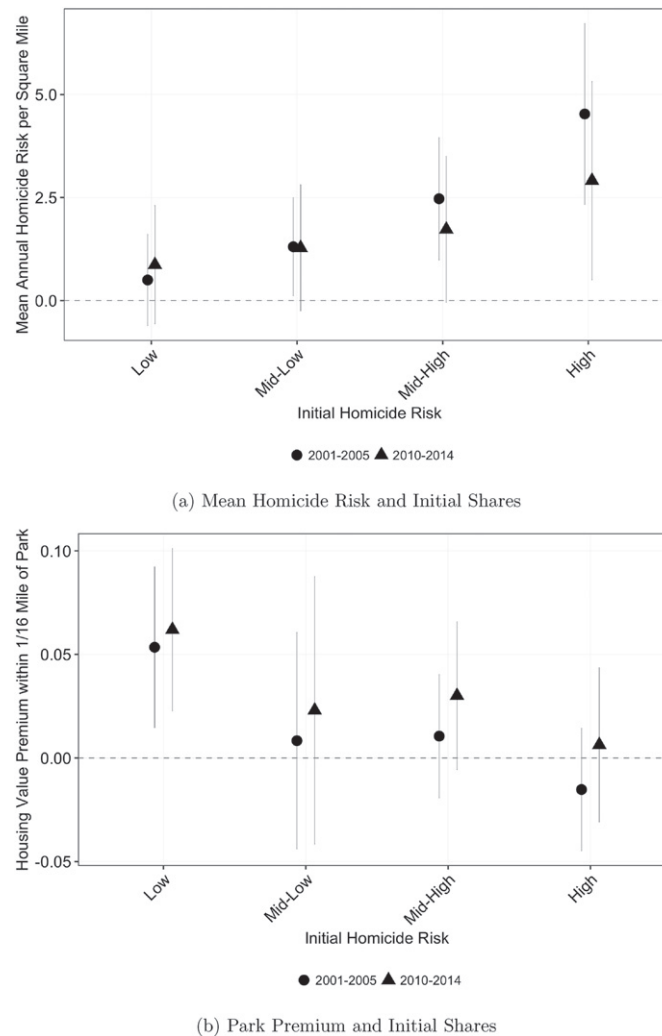 Mean Annual Homicide Risk per Square Mile
5.0
2.5
0.0
Low
Mid-Low
Mid-High
High
Initial Homicide Risk
2001-2005 2010-2014
(a) Mean Homicide Risk and Initial Shares
Housing Value Premium within 1/16 Mile of Park
0.10
0.05
0.00
-0.05
Low
Mid-Low
Mid-High
High
Initial Homicide Risk
2001-2005 2010-2014
(b) Park Premium and Initial Shares